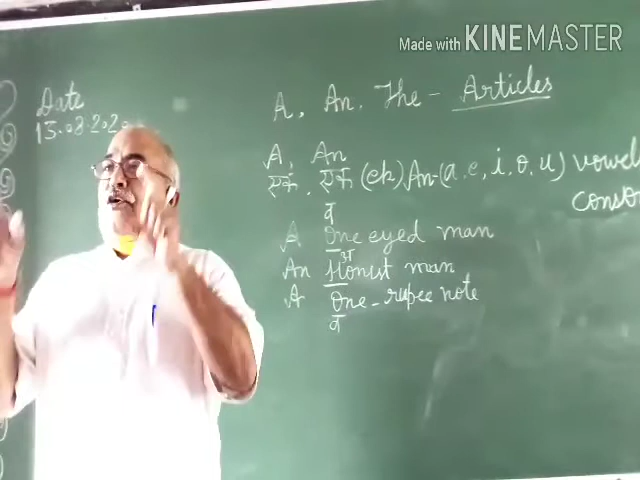 Made with KINEMASTER
Date
A, An. The - Articles
A, An
एक, एक (ek) An-(a, e, i, o, u) vowel
व
A One eyed man
अ
An Honist man
A One-rupee note
व